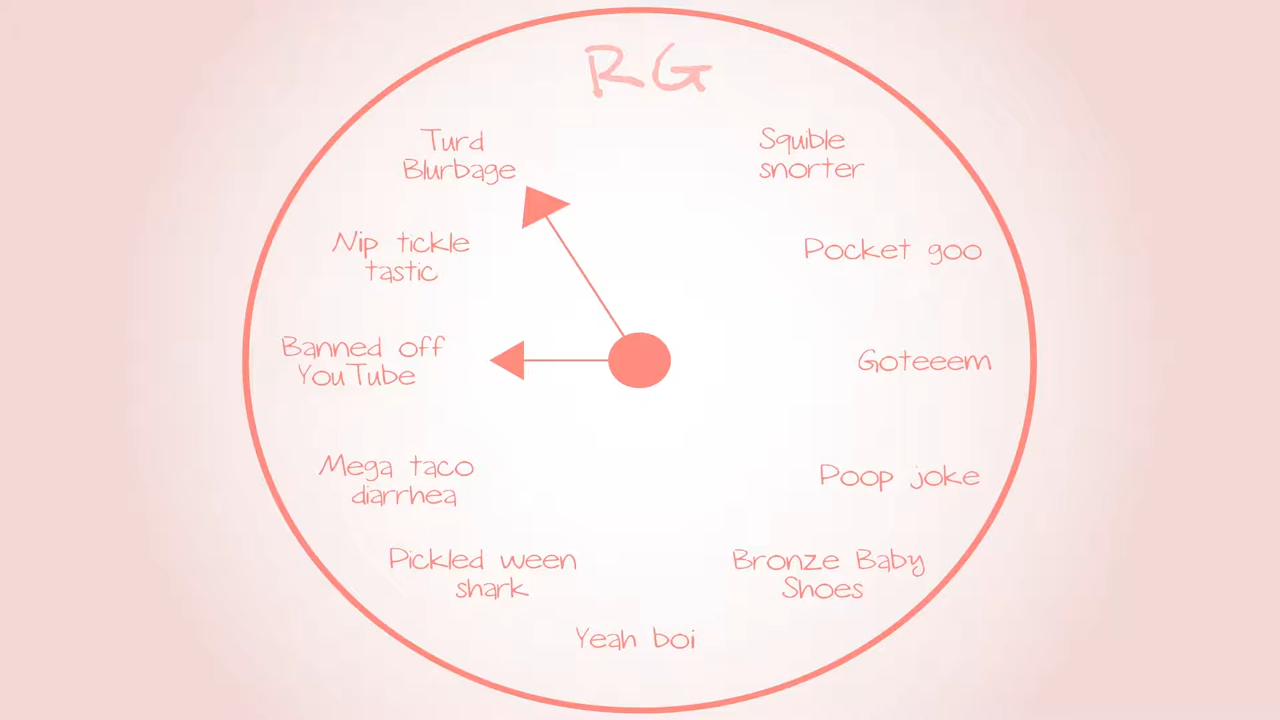 RG
Turd
Blurbage
Squible
snorter
Nip tickle
tastic
Pocket goo
Banned off
YouTube
Goteeem
Mega taco
diarrhea
Poop joke
Pickled ween
shark
Bronze Baby
Shoes
Yeah boi